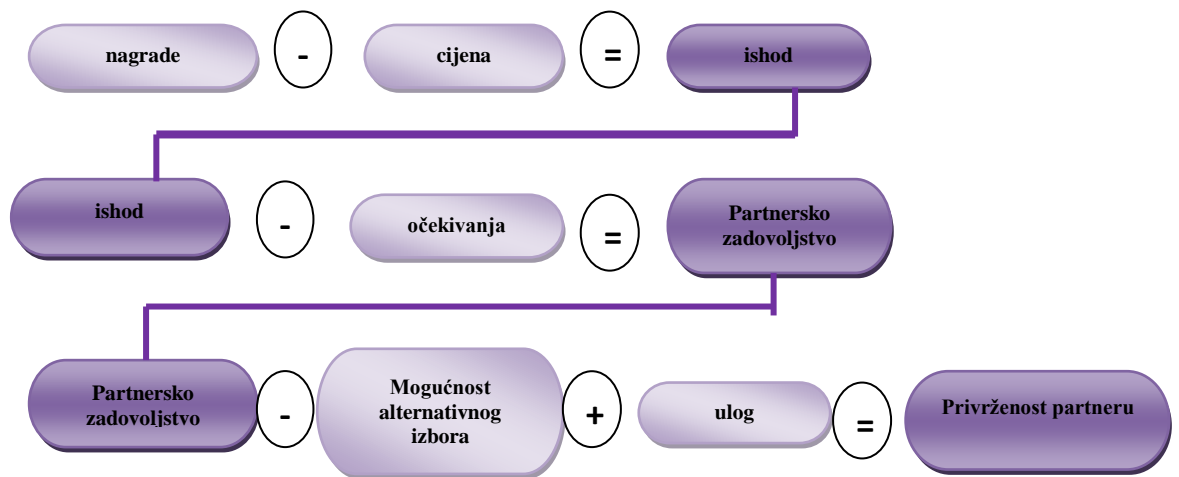 nagrade - cijena = ishod
ishod - očekivanja = Partnersko
zadovoljstvo
Partnersko
zadovoljstvo
-
Mogućnost
alternativnog
izbora
+
ulog
=
Privrženost partneru